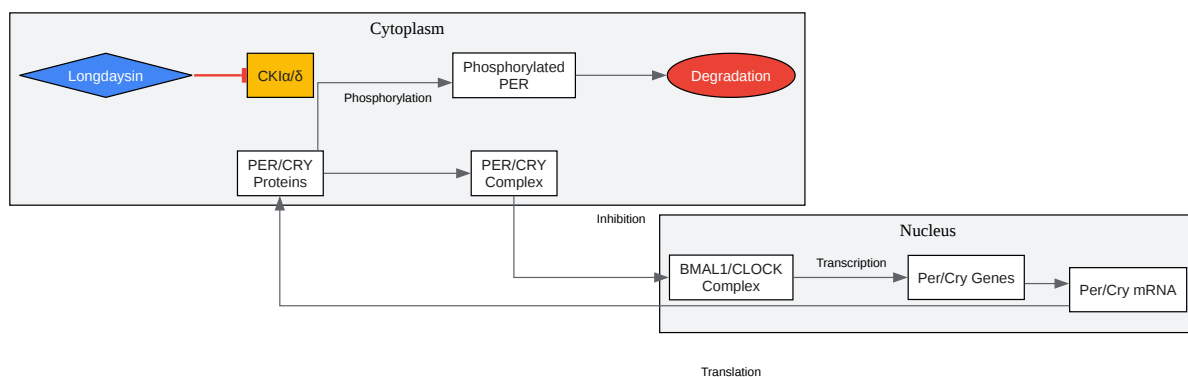 Cytoplasm
Longdaysin
CKIα/δ
Phosphorylated
PER
Degradation
Phosphorylation
PER/CRY
Proteins
PER/CRY
Complex
Inhibition
Nucleus
BMAL1/CLOCK
Complex
Transcription
Per/Cry Genes
Per/Cry mRNA
Translation